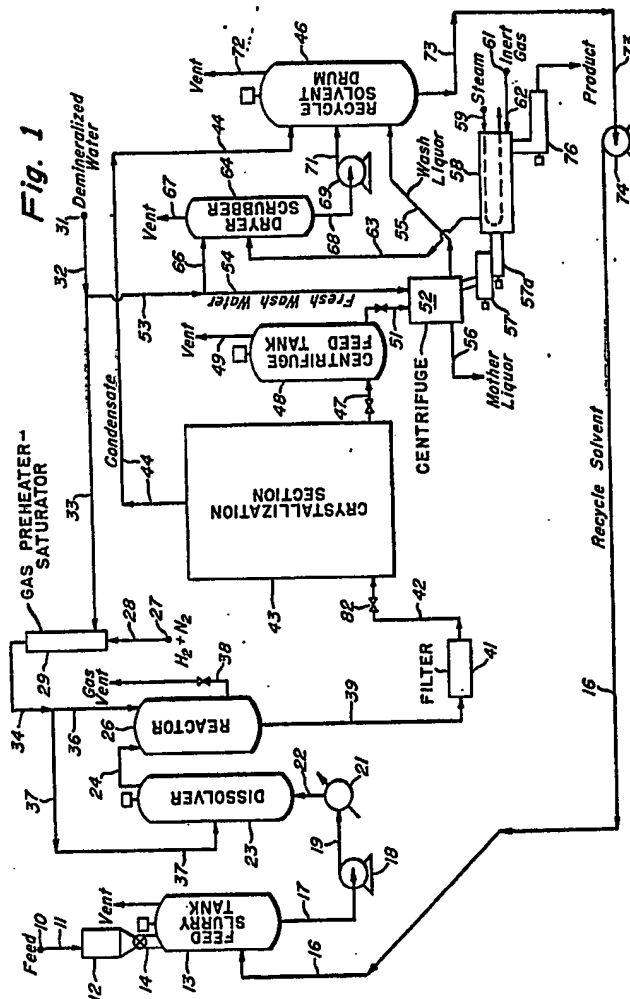 Fig. 1
Feed
10
11
12
14
Vent
FEED
SLURRY
TANK
13
16
17
18
19
21
22
DISSOLVER
23
24
37
37
34
36
REACTOR
26
Gas
Vent
38
39
FILTER
41
42
82
GAS PREHEATER-
SATURATOR
29
28
27
H2 + N2
33
32
31
Demineralized
Water
Condensate
44
44
CRYSTALLIZATION
SECTION
43
47
48
CENTRIFUGE
FEED TANK
Vent
49
51
53
54
Fresh Wash Water
66
Vent
67
DRYER
SCRUBBER
64
63
68
69
71
Vent
72
RECYCLE
SOLVENT
DRUM
46
73
CENTRIFUGE
52
55
Wash Liquor
56
Mother
Liquor
57
57a
58
59
Steam
61
Inert
Gas
62
76
Product
73
74
Recycle Solvent
16
16